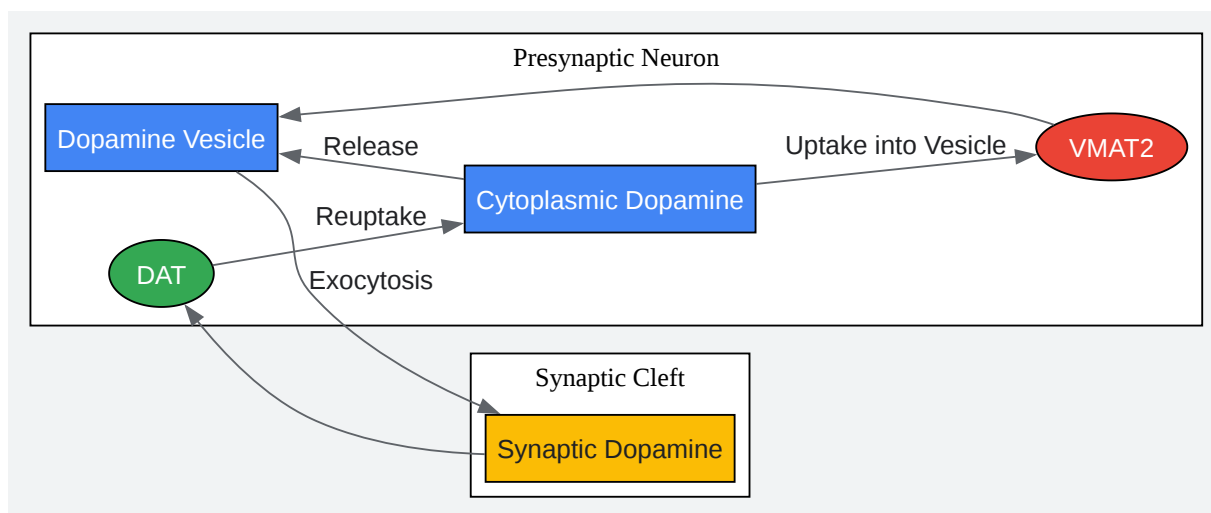 Presynaptic Neuron
Dopamine Vesicle
Release
Uptake into Vesicle
VMAT2
Cytoplasmic Dopamine
Reuptake
DAT
Exocytosis
Synaptic Cleft
Synaptic Dopamine